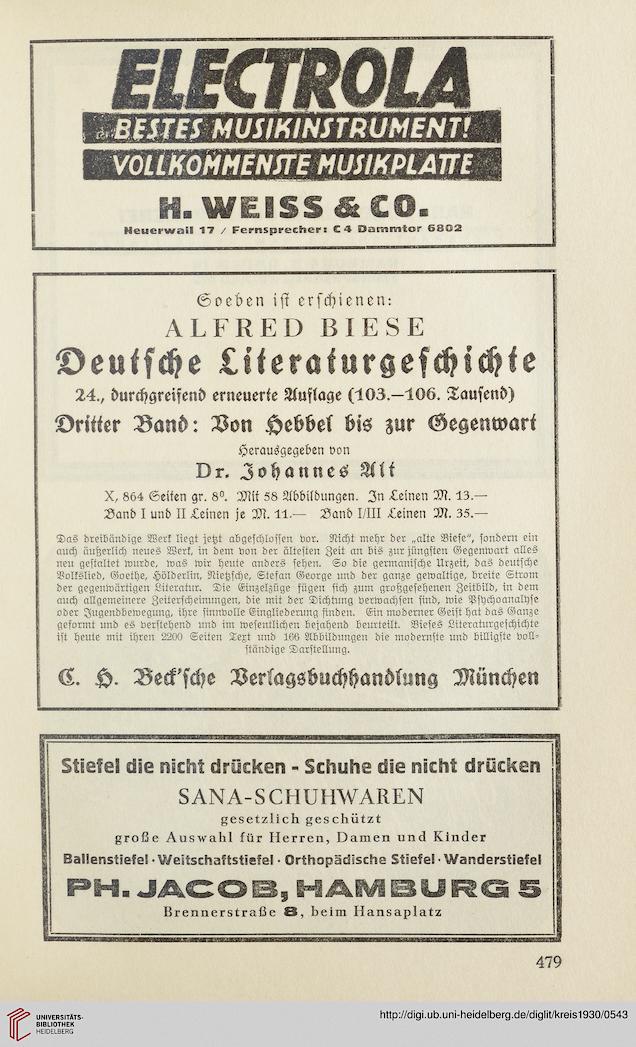 ELECTROLA
BESTES MUSIKINSTRUMENT!
VOLLKOMMENSTE MUSIKPLATTE
H. WEISS & CO.
Neuerwall 17 / Fernsprecher: C 4 Dammtor 6802
Soeben ist erschienen:
ALFRED BIESE
Deutsche Literaturgeschichte
24., durchgreifend erneuerte Auflage (103.—106. Tausend)
Dritter Band: Von Hebbel bis zur Gegenwart
Herausgegeben von
Dr. Johannes Alt
X, 864 Seiten gr. 8⁰. Mit 58 Abbildungen. In Leinen M. 13.—
Band I und II Leinen je M. 11.— Band I/III Leinen M. 35.—
Das dreibändige Werk liegt jetzt abgeschlossen vor. Nicht mehr der „alte Biese“, sondern ein
auch äußerlich neues Werk, in dem von der ältesten Zeit an bis zur jüngsten Gegenwart alles
neu gestaltet wurde, was wir heute anders sehen. So die germanische Urzeit, das deutsche
Volkslied, Goethe, Hölderlin, Nietzsche, Stefan George und der ganze gewaltige, breite Strom
der gegenwärtigen Literatur. Die Einzelzüge fügen sich zum großgesehenen Zeitbild, in dem
auch allgemeinere Zeiterscheinungen, die mit der Dichtung verwachsen sind, wie Psychoanalyse
oder Jugendbewegung, ihre sinnvolle Eingliederung finden. Ein moderner Geist hat das Ganze
geformt und es verstehend und im wesentlichen bejahend beurteilt. Bieses Literaturgeschichte
ist heute mit ihren 2200 Seiten Text und 166 Abbildungen die modernste und billigste voll-
ständige Darstellung.
C. H. Beck'sche Verlagsbuchhandlung München
Stiefel die nicht drücken - Schuhe die nicht drücken
SANA-SCHUHWAREN
gesetzlich geschützt
große Auswahl für Herren, Damen und Kinder
Ballenstiefel · Weitschaftstiefel · Orthopädische Stiefel · Wanderstiefel
PH. JACOB, HAMBURG 5
Brennerstraße 8, beim Hansaplatz
479
UNIVERSITÄTS-
BIBLIOTHEK
HEIDELBERG
http://digi.ub.uni-heidelberg.de/diglit/kreis1930/0543